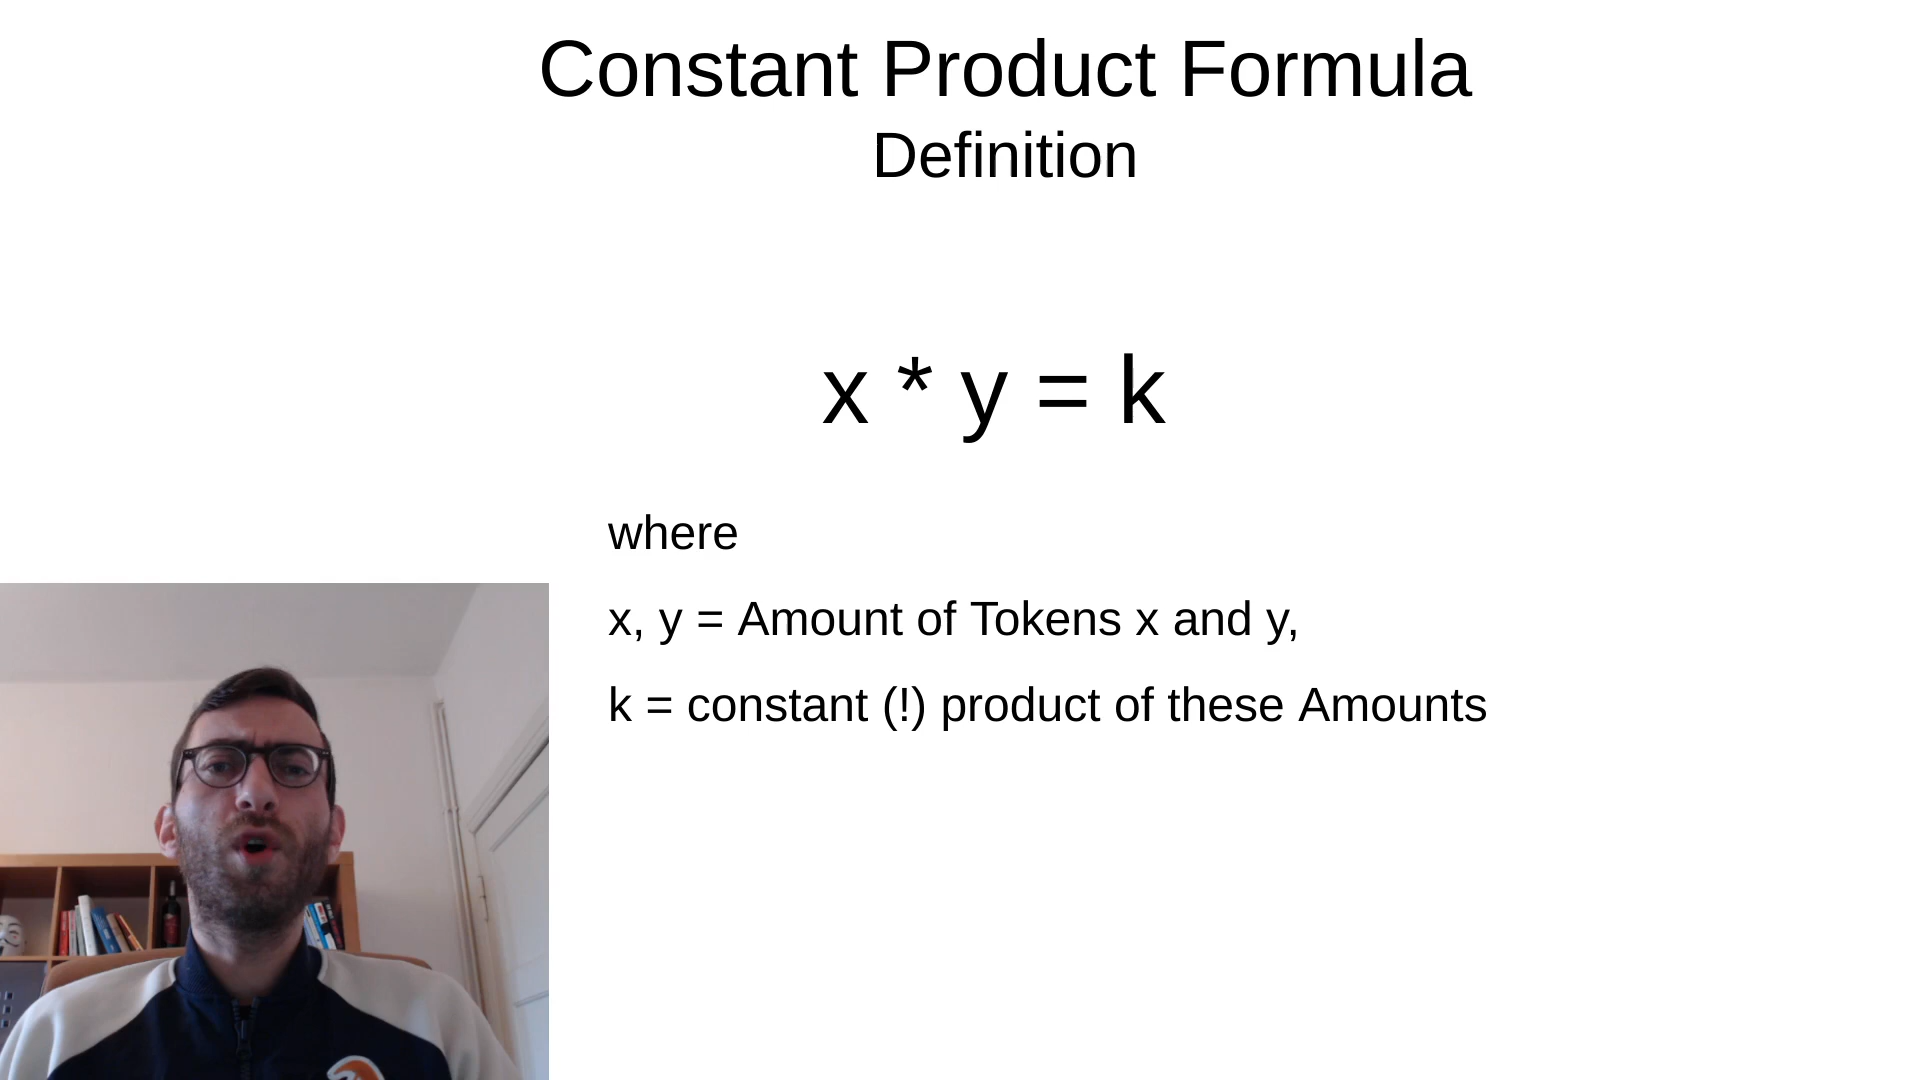 Constant Product Formula
Definition
x * y = k
where
x, y = Amount of Tokens x and y,
k = constant (!) product of these Amounts